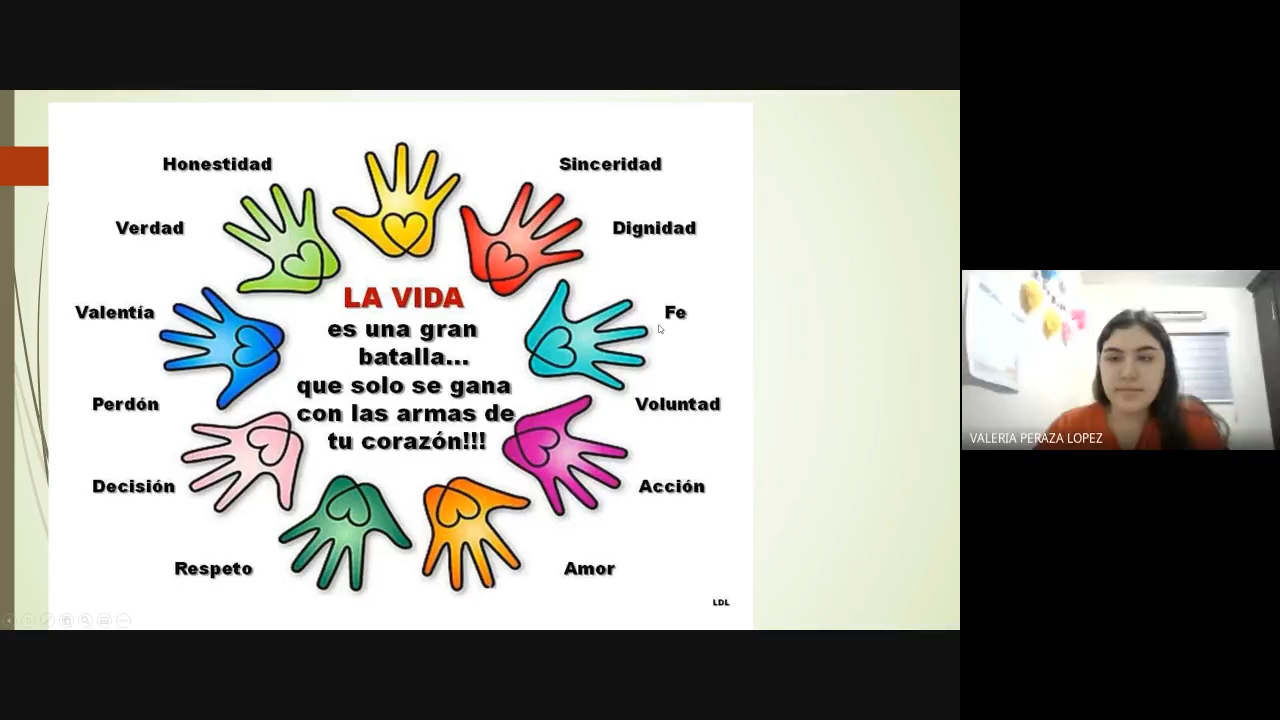 Honestidad
Sinceridad
Verdad
Dignidad
Valentía
Fe
LA VIDA
es una gran
batalla...
que solo se gana
con las armas de
tu corazón!!!
Perdón
Voluntad
Decisión
Acción
Respeto
Amor
LDL
VALERIA PERAZA LOPEZ